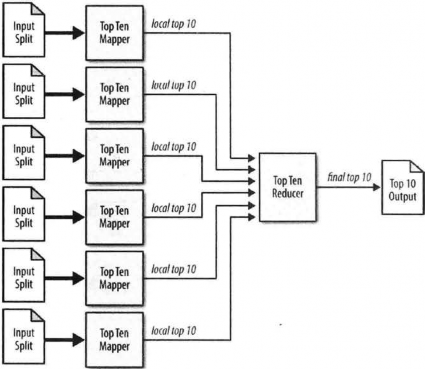 Input
Split
Top Ten
Mapper
local top 10
Input
Split
Top Ten
Mapper
local top 10
Input
Split
Top Ten
Mapper
local top 10
Input
Split
Top Ten
Mapper
local top 10
Input
Split
Top Ten
Mapper
local top 10
Input
Split
Top Ten
Mapper
local top 10
Top Ten
Reducer
final top 10
Top 10
Output